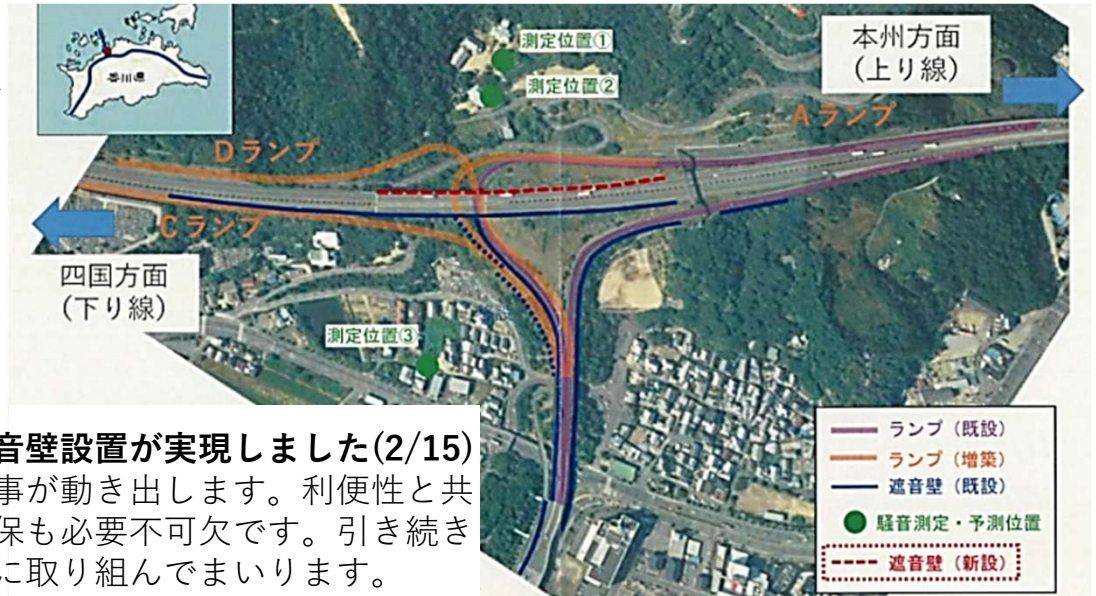 香川県
測定位置①
測定位置②
本州方面
(上り線)
Aランプ
Dランプ
Cランプ
四国方面
(下り線)
測定位置③
音壁設置が実現しました(2/15)
事が動き出します。利便性と共
保も必要不可欠です。引き続き
に取り組んでまいります。
ランプ（既設）
ランプ（増築）
遮音壁（既設）
騒音測定・予測位置
遮音壁（新設）